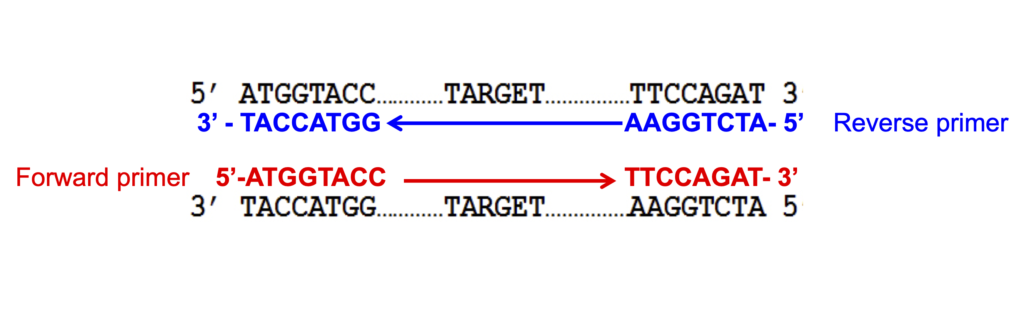 5’ ATGGTACC............TARGET...............TTCCAGAT 3
3’ - TACCATGG AAGGTCTA- 5’ Reverse primer
Forward primer 5’-ATGGTACC TTCCAGAT- 3’
3’ TACCATGG............TARGET...............AAGGTCTA 5